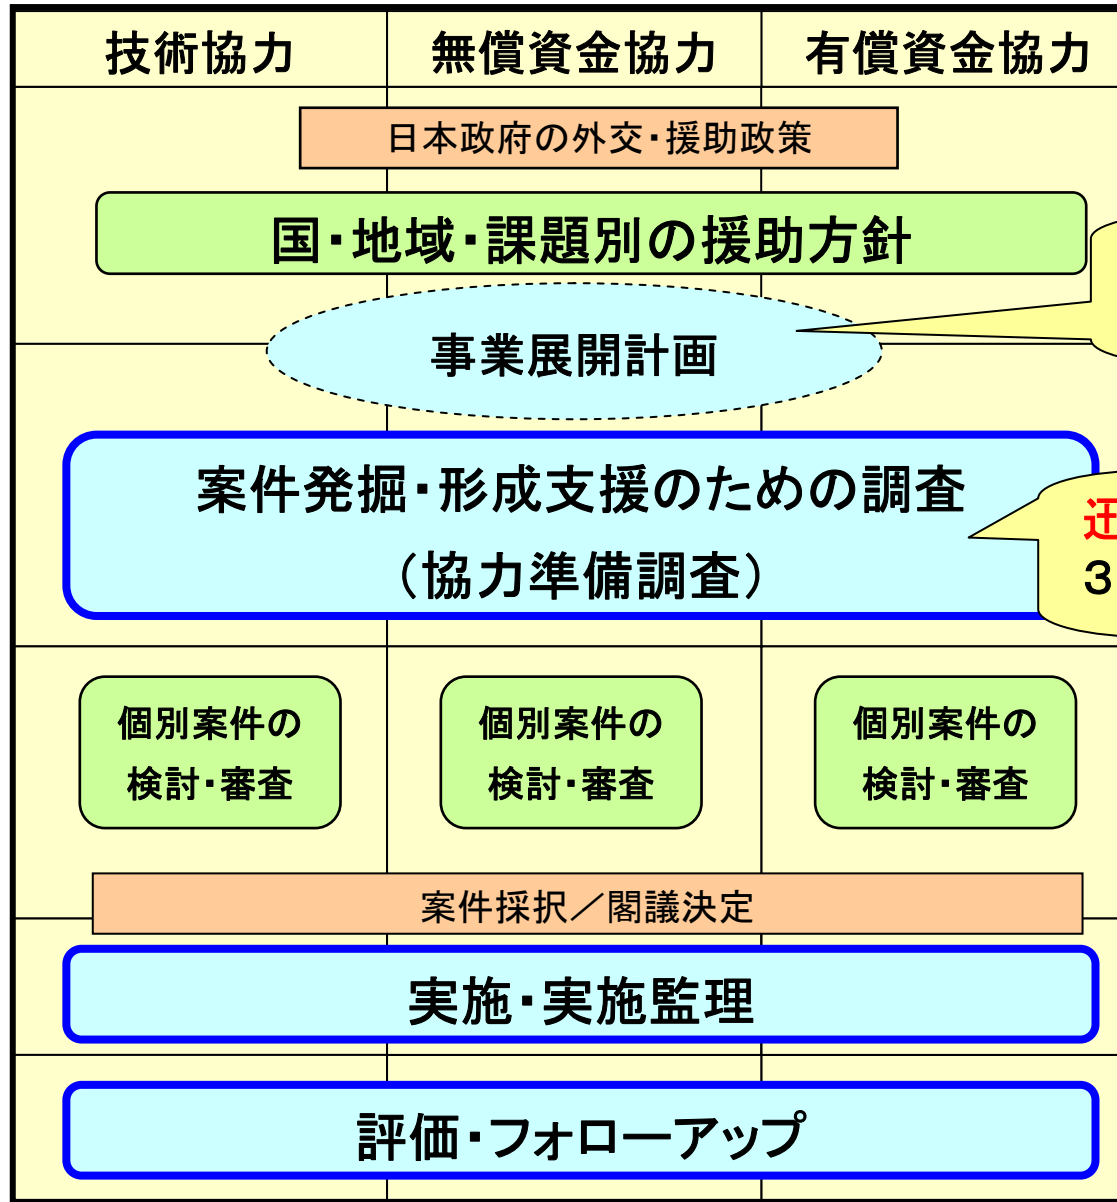 技術協力
無償資金協力
有償資金協力
日本政府の外交・援助政策
国・地域・課題別の援助方針
事業展開計画
案件発掘・形成支援のための調査
（協力準備調査）
迅
3
個別案件の
検討・審査
個別案件の
検討・審査
個別案件の
検討・審査
案件採択／閣議決定
実施・実施監理
評価・フォローアップ